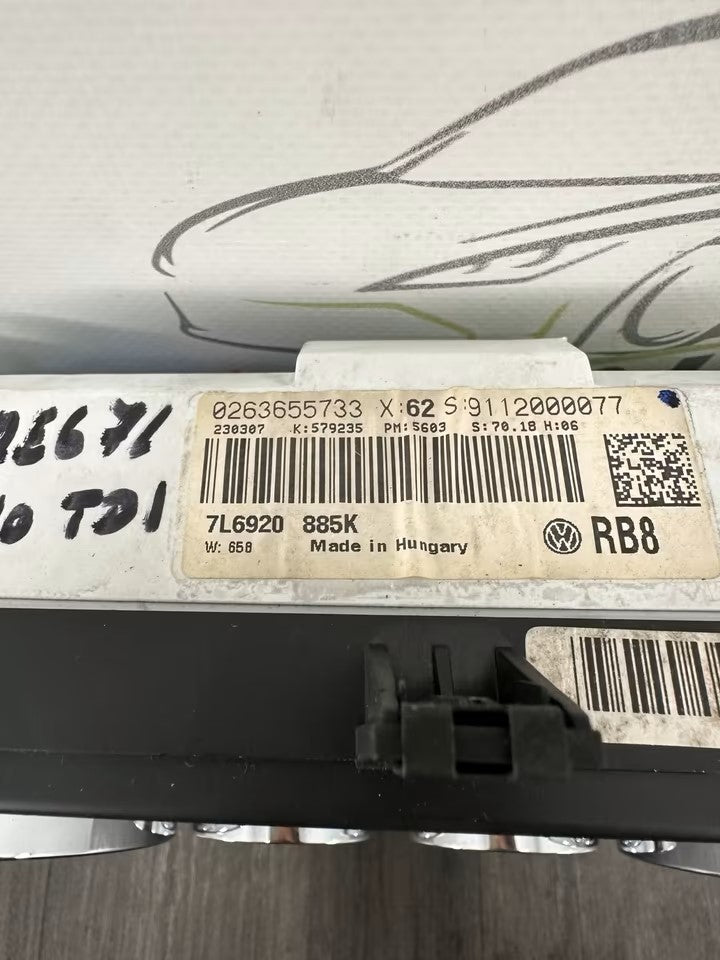 0263655733 X:62 S:9112000077
230307 K:579235 PM:5603 S:70.18 H:06
7L6920 885K
RB8
W: 658 Made in Hungary
TDI